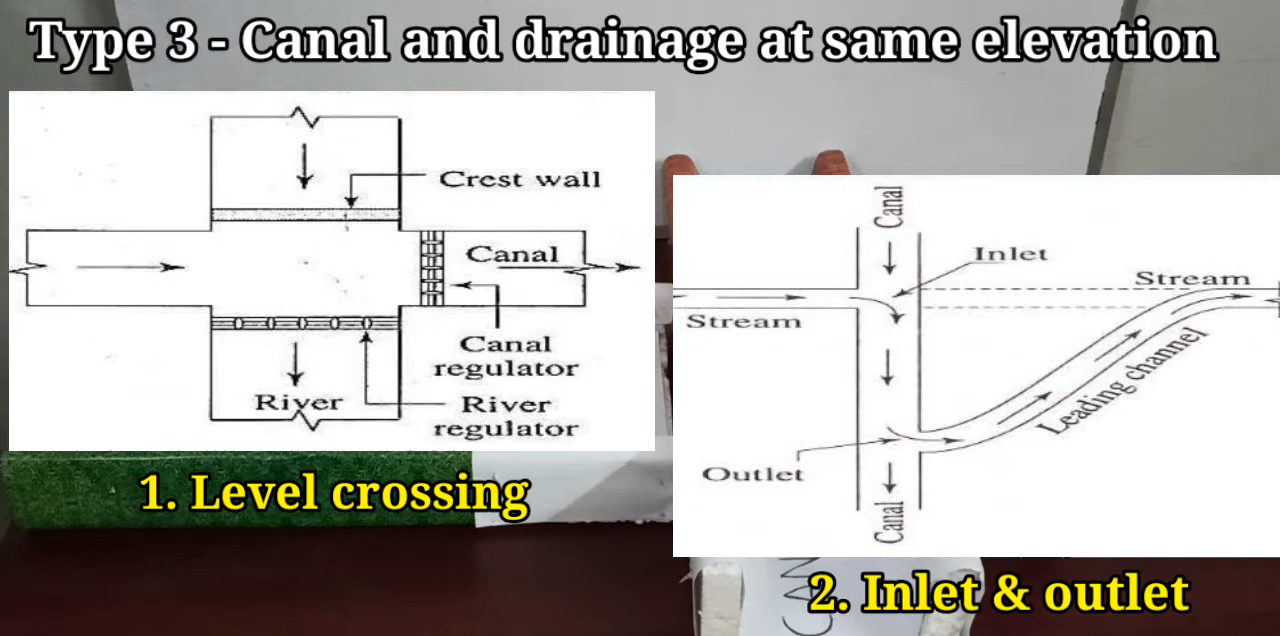 Type 3 - Canal and drainage at same elevation
Crest wall
Canal
Canal
regulator
River
River
regulator
1. Level crossing
Canal
Inlet
Stream
Stream
Leading channel
Outlet
Canal
CAN
2. Inlet & outlet